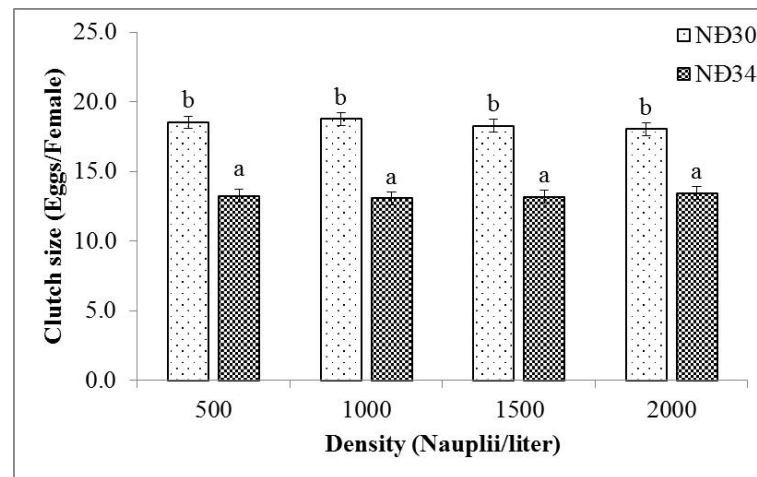 25.0
20.0
15.0
10.0
5.0
0.0
Clutch size (Eggs/Female)
NĐ30
NĐ34
b
a
b
a
b
a
b
a
500
1000
1500
2000
Density (Nauplii/liter)